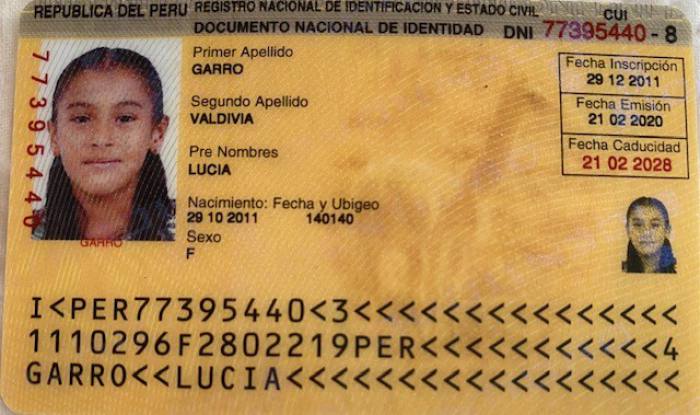 REPUBLICA DEL PERU REGISTRO NACIONAL DE IDENTIFICACION Y ESTADO CIVIL CUI
DOCUMENTO NACIONAL DE IDENTIDAD DNI 77395440 - 8
77395440
Primer Apellido
GARRO
Segundo Apellido
VALDIVIA
Pre Nombres
LUCIA
Nacimiento: Fecha y Ubigeo
29 10 2011 140140
Sexo
F
GARRO
Fecha Inscripción
29 12 2011
Fecha Emisión
21 02 2020
Fecha Caducidad
21 02 2028
I<PER77395440<3<<<<<<<<<<<<<<<
1110296F2802219PER<<<<<<<<<<<4
GARRO<<LUCIA<<<<<<<<<<<<<<<<<<